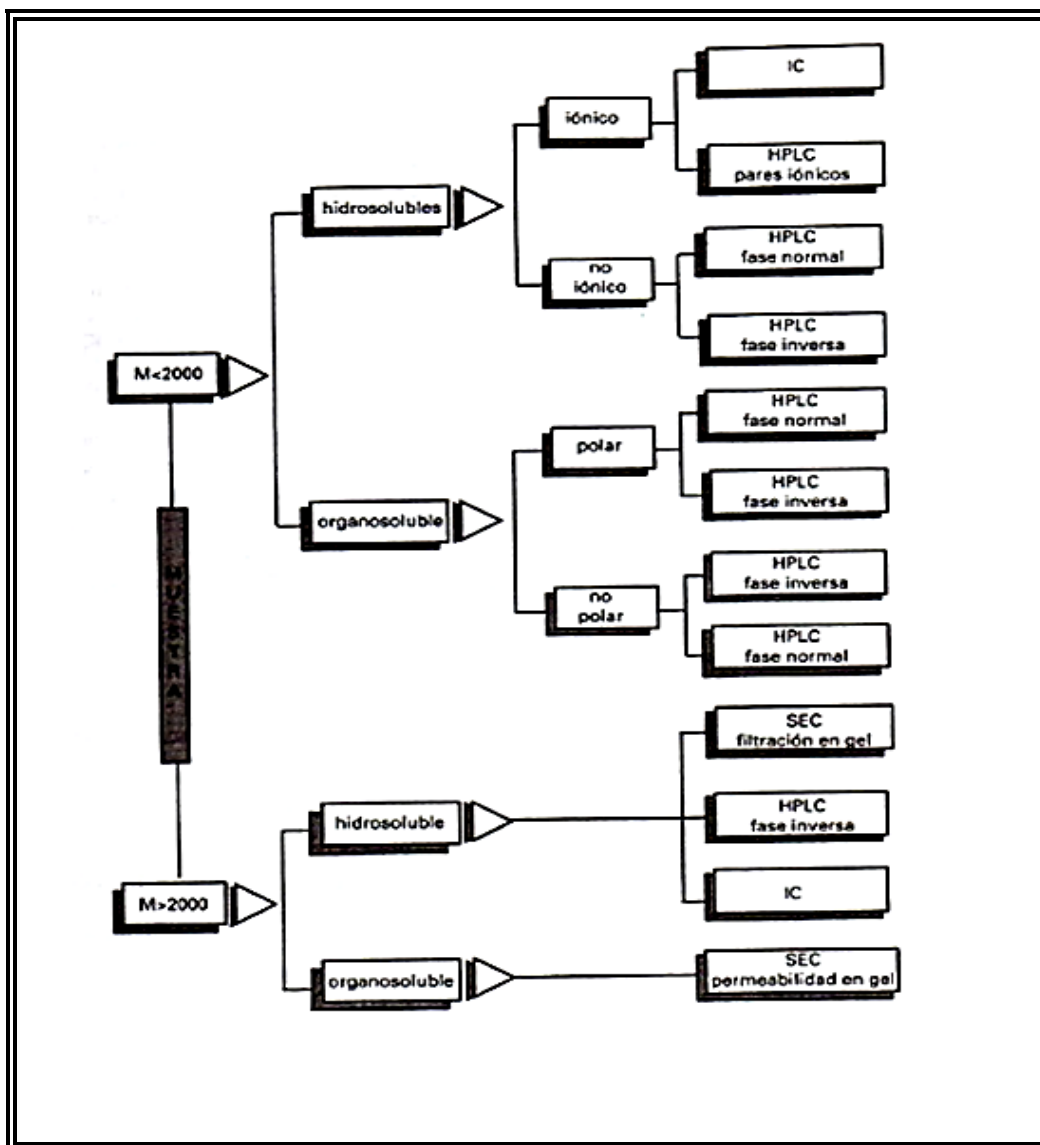 IC
iónico
HPLC
pares iónicos
hidrosolubles
HPLC
fase normal
no
iónico
HPLC
fase inversa
M<2000
HPLC
fase normal
polar
HPLC
fase inversa
organosoluble
HPLC
fase inversa
no
polar
HPLC
fase normal
MUESTRA
SEC
filtración en gel
hidrosoluble
HPLC
fase inversa
M>2000
IC
SEC
organosoluble
permeabilidad en gel